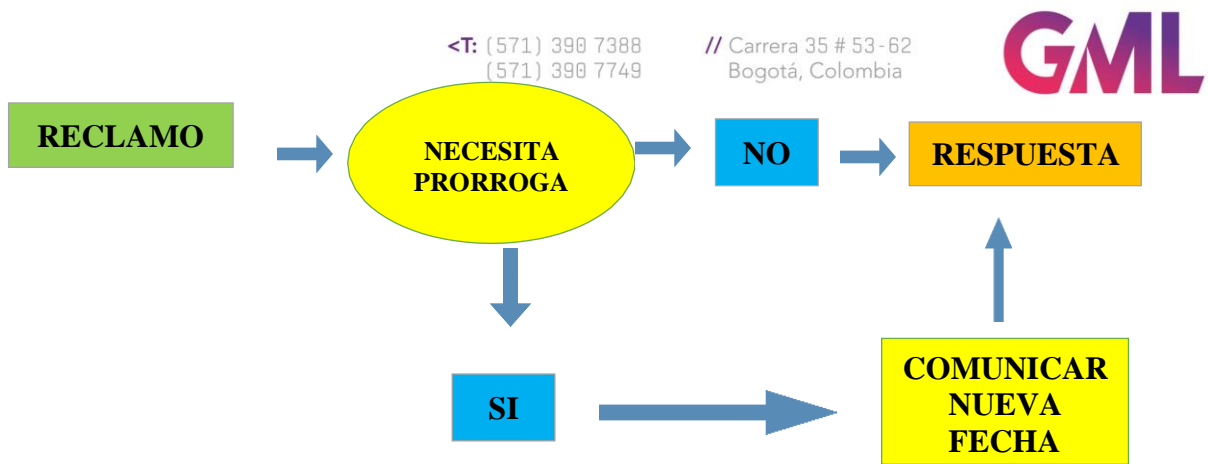 <T: (571) 390 7388
(571) 390 7749
// Carrera 35 # 53-62
Bogotá, Colombia
GML
RECLAMO
NECESITA
PRORROGA
NO
RESPUESTA
SI
COMUNICAR
NUEVA
FECHA